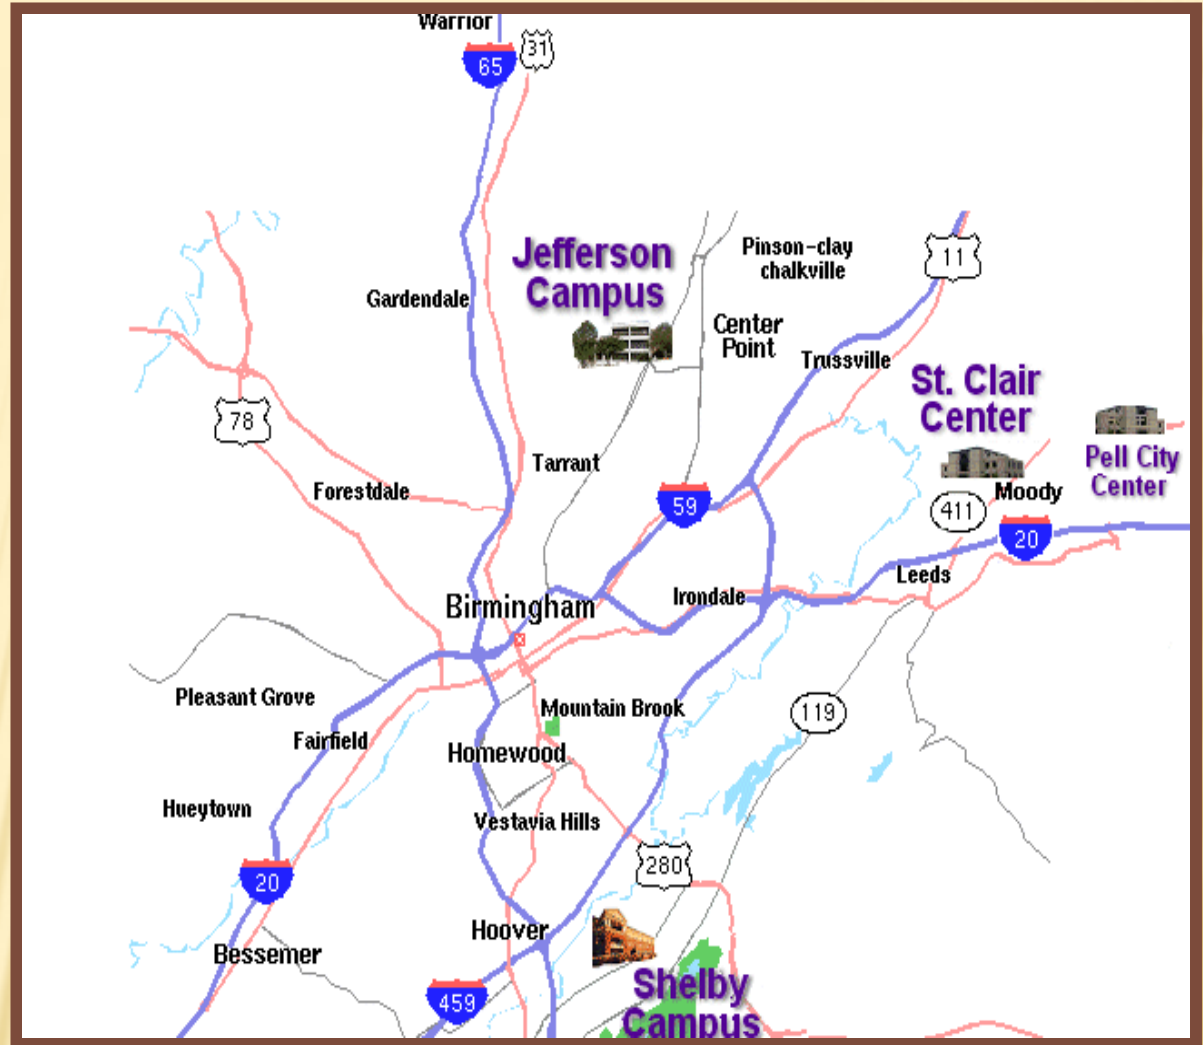 Warrior
31
65
Jefferson
Campus
Pinson-clay
chalkville
11
Gardendale
Center
Point
Trussville
St. Clair
Center
78
Pell City
Center
Tarrant
Forestdale
59
Moody
411
20
Leeds
Irondale
Birmingham
Pleasant Grove
Mountain Brook
119
Fairfield
Homewood
Hueytown
Vestavia Hills
280
20
Hoover
Bessemer
Shelby
Campus
459